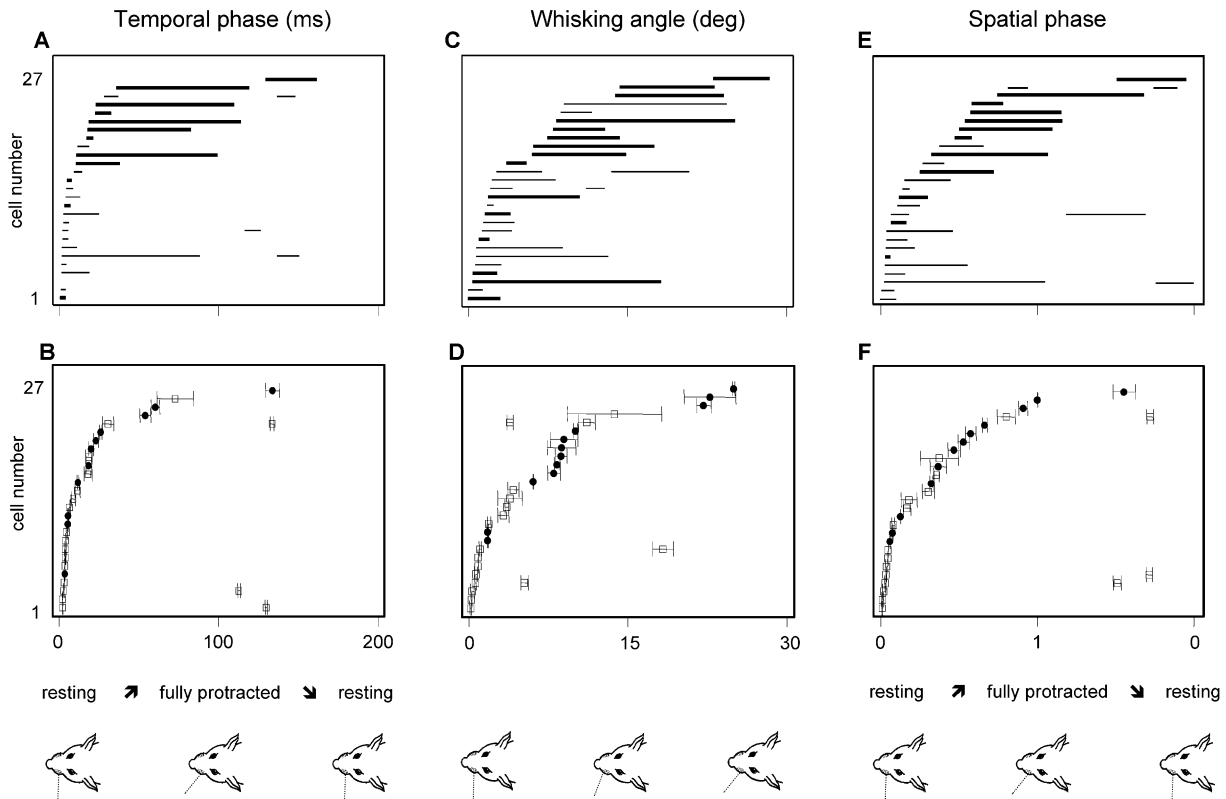 Temporal phase (ms) Whisking angle (deg) Spatial phase
A C E
27
cell number
1
B D F
27
cell number
1
0 100 200 0 15 30 0 1 0
resting fully protracted resting resting fully protracted resting